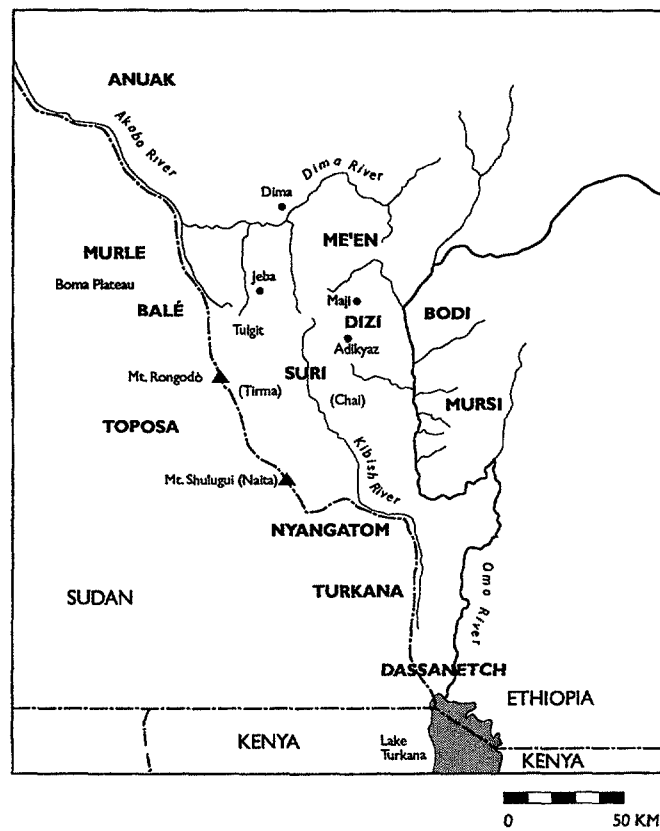 ANUAK
Akobo River
Dima River
Dima
ME'EN
MURLE
Boma Plateau
Jeba
BALÉ
Maji
BODI
DIZI
Tulgit
Adikyaz
Mt. Rongodò
SURI
(Tirma)
(Chai)
MURSI
TOPOSA
Kibish River
Mt. Shulugui (Naita)
NYANGATOM
TURKANA
SUDAN
Omo River
DASSANETCH
ETHIOPIA
KENYA
Lake
Turkana
KENYA
0 50 KM